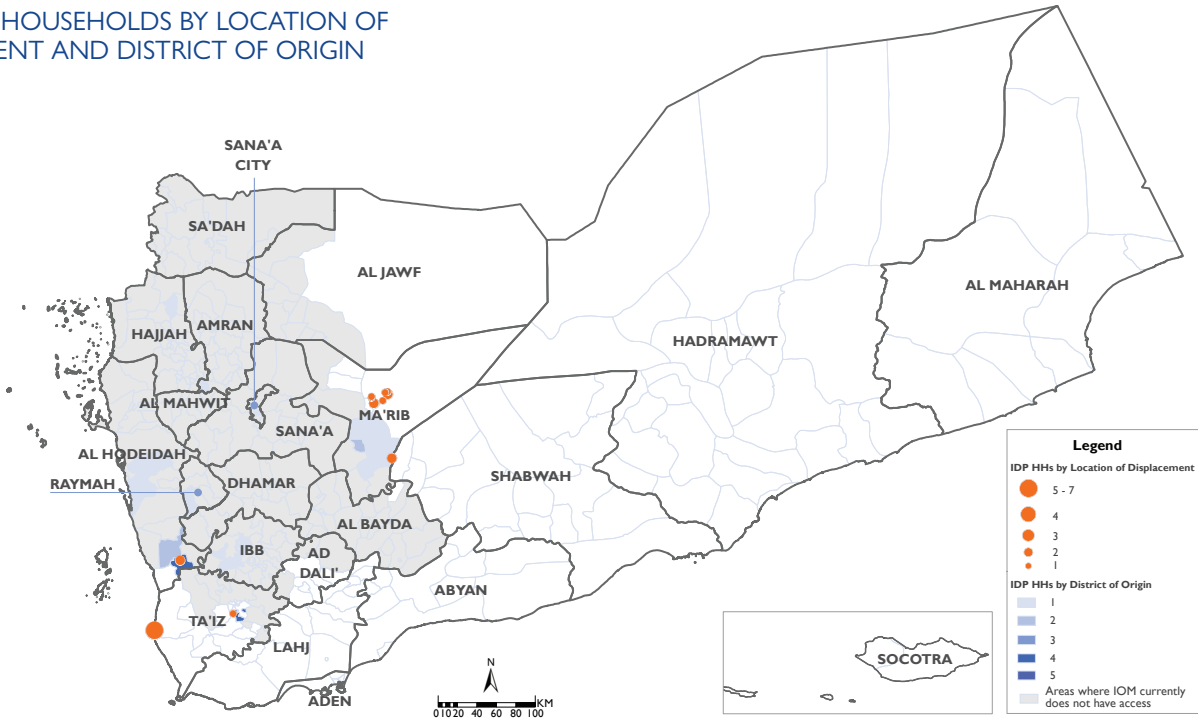 HOUSEHOLDS BY LOCATION OF
ENT AND DISTRICT OF ORIGIN
SANA'A
CITY
SA'DAH
AL JAWF
AL MAHARAH
HAJJAH
AMRAN
HADRAMAWT
AL MAHWIT
MA'RIB
SANA'A
AL HODEIDAH
SHABWAH
RAYMAH
DHAMAR
AL BAYDA
IBB
AD
DALI'
ABYAN
TA'IZ
LAHJ
ADEN
SOCOTRA
N
KM
0 10 20 40 60 80 100
Legend
IDP HHs by Location of Displacement
5 - 7
4
3
2
1
IDP HHs by District of Origin
1
2
3
4
5
Areas where IOM currently
does not have access